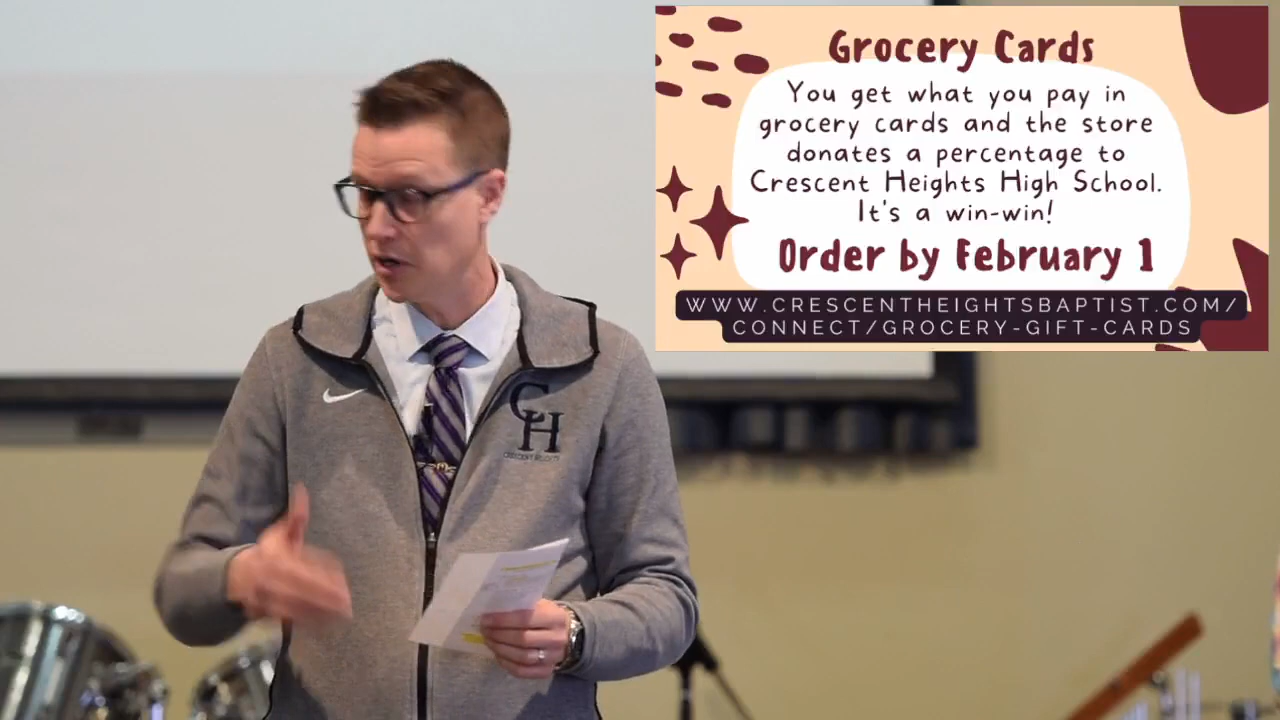 Grocery Cards
You get what you pay in
grocery cards and the store
donates a percentage to
Crescent Heights High School.
It's a win-win!
Order by February 1
WWW.CRESCENTHEIGHTSBAPTIST.COM/
CONNECT/GROCERY-GIFT-CARDS
CH